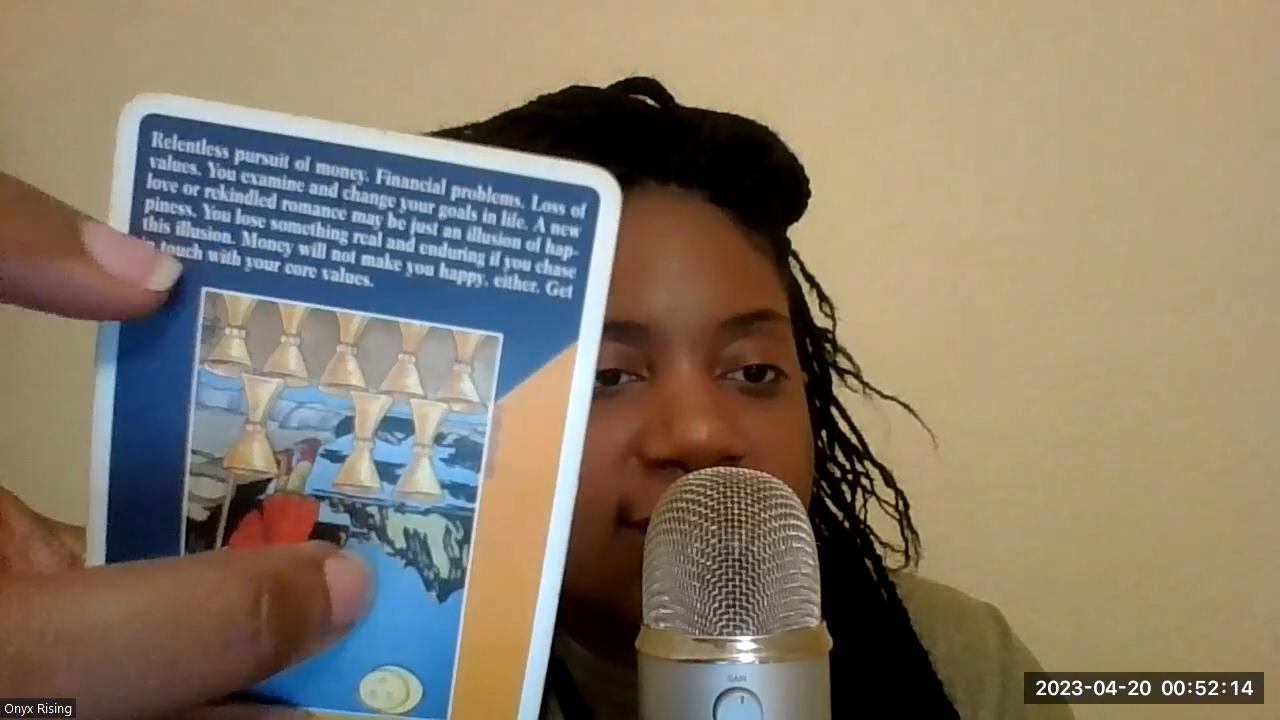 Relentless pursuit of money. Financial problems. Loss of
values. You examine and change your goals in life. A new
love or rekindled romance may be just an illusion of hap-
piness. You lose something real and enduring if you chase
this illusion. Money will not make you happy, either. Get
in touch with your core values.
GAIN
Onyx Rising
2023-04-20 00:52:14